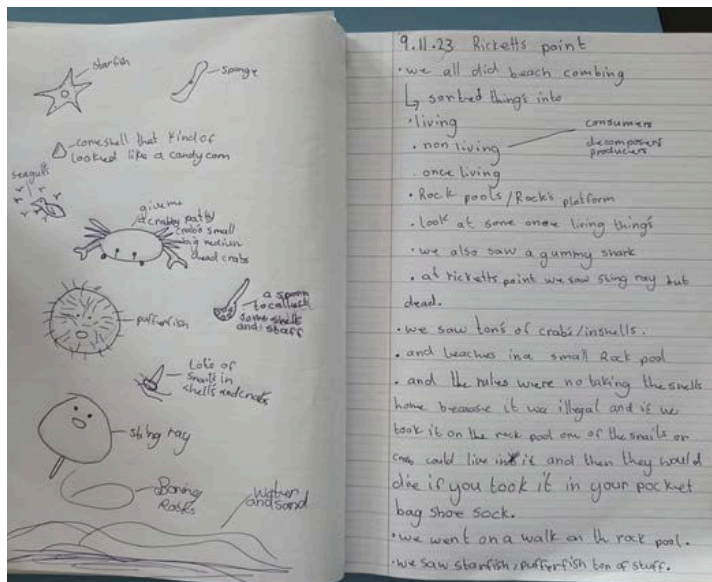 starfish
sponge
cone shell that kind of
looked like a candy corn
seagulls
give me
a crabby patty
crabs small
big medium
dead crabs
pufferfish
a spoon
to collect
some shells
and stuff
Lots of
snails in
shells and crabs
sting ray
Boring
Rocks
water
and sand
9.11.23 Ricketts point
• we all did beach combing
↳ sorted things into
• living
• non living
consumers
decomposers
producers
• once living
• Rock pools / Rock's platform
• look at some once living things
• we also saw a gummy shark
• at ricketts point we saw sting ray but
dead.
• we saw ton's of crabs/inshells.
• and leaches in a small Rock pool
• and the rules were no taking the shells
home because it was illegal and if we
took it on the rock pool one of the snails or
crab could live in it and then they would
die if you took it in your pocket
bag shoe sock.
• we went on a walk on th rock pool.
• we saw starfish, pufferfish ton of stuff.